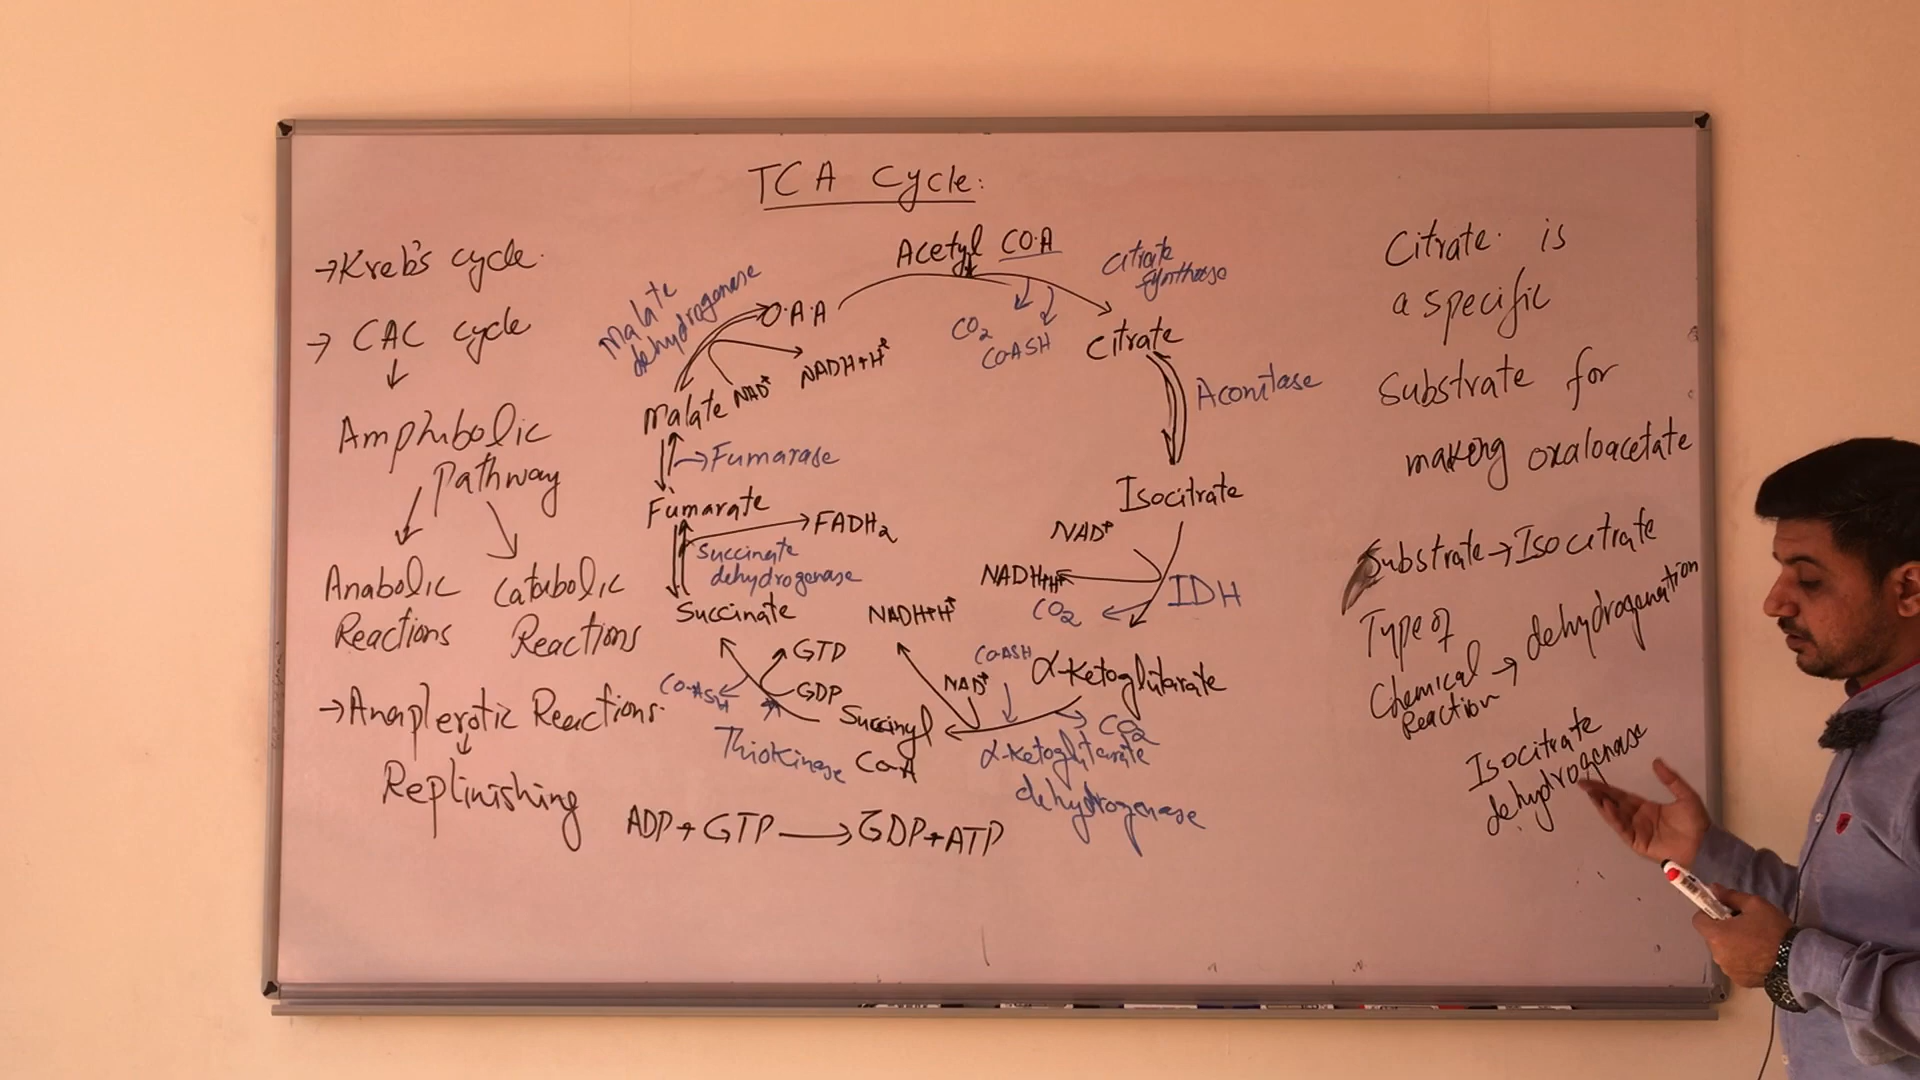 TCA Cycle:
→Kreb's cycle.
→ CAC cycle
↓
Amphibolic
Pathway
Anabolic
Reactions
Catabolic
Reactions
→Anaplerotic Reactions.
↓
Replinishing
Acetyl CO·A
Citrate
synthase
CO2
COASH
Citrate
Aconitase
Isocitrate
NAD+
NADH+H+
CO2
IDH
α-Ketoglutarate
COASH
NAD+
NADH+H+
CO2
α-Ketoglutarate
dehydrogenase
Succinyl
Co-A
GTD
GDP
CO-ASH
Thiokinase
Succinate
Succinate
dehydrogenase
→FADH2
Fumarate
→Fumarase
Malate
NAD+
NADH+H+
Malate
dehydrogenase
O·A·A
ADP+GTP→GDP+ATP
Citrate is
a specific
Substrate for
making oxaloacetate
Substrate→Isocitrate
Type of
Chemical → dehydrogenation
Reaction
Isocitrate
dehydrogenase